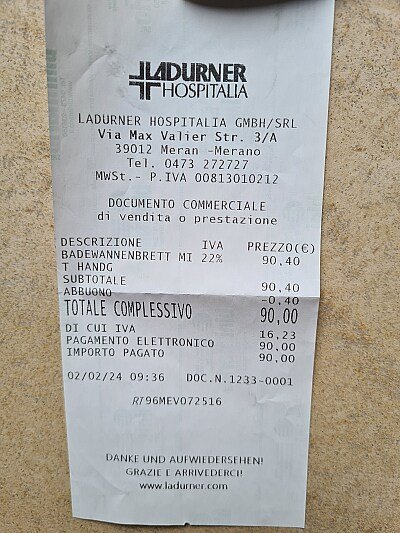 LADURNER
HOSPITALIA
LADURNER HOSPITALIA GMBH/SRL
Via Max Valier Str. 3/A
39012 Meran -Merano
Tel. 0473 272727
MWSt.- P.IVA 00813010212
DOCUMENTO COMMERCIALE
di vendita o prestazione
DESCRIZIONE IVA PREZZO(€)
BADEWANNENBRETT MI 22% 90,40
T HANDG
SUBTOTALE 90,40
ABBUONO -0,40
TOTALE COMPLESSIVO 90,00
DI CUI IVA 16,23
PAGAMENTO ELETTRONICO 90,00
IMPORTO PAGATO 90,00
02/02/24 09:36 DOC.N.1233-0001
RT 96MEV072516
DANKE UND AUFWIEDERSEHEN!
GRAZIE E ARRIVEDERCI!
www.ladurner.com